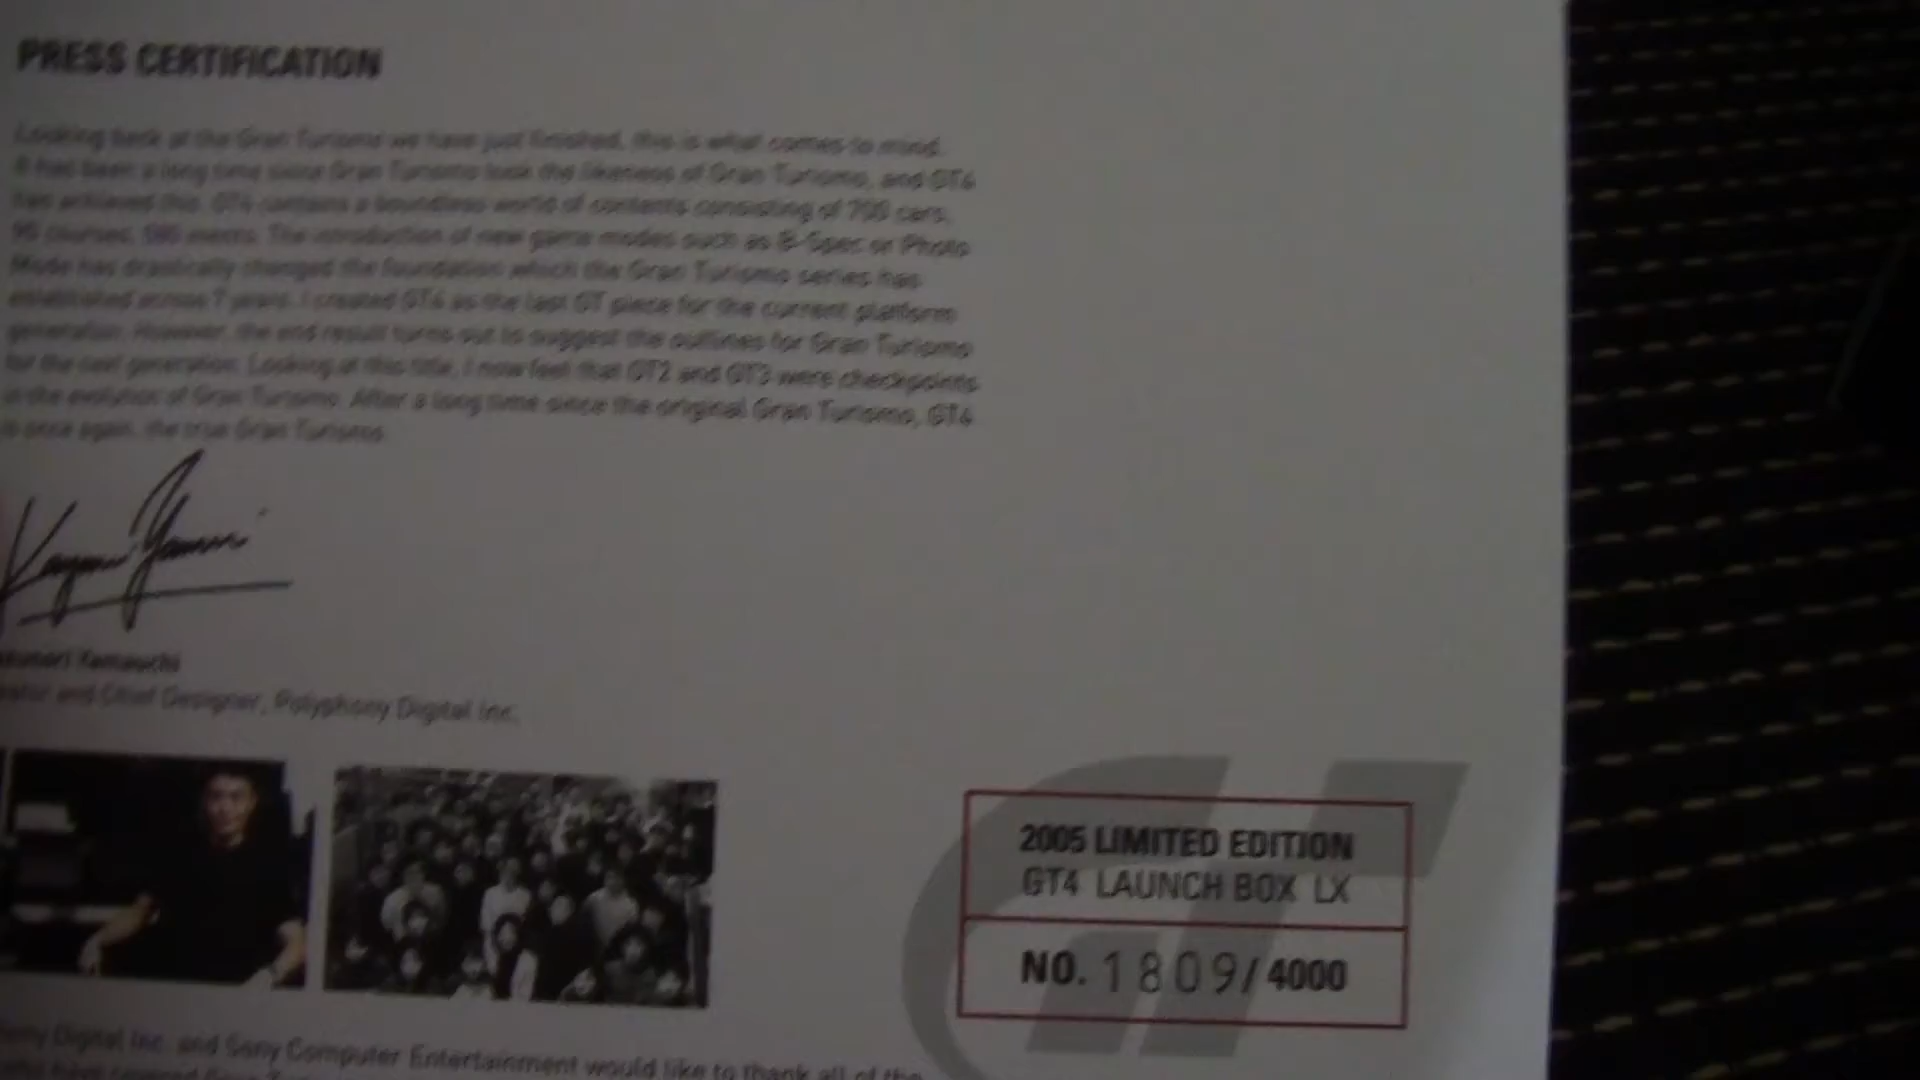 PRESS CERTIFICATION
Looking back at the Gran Turismo we have just finished, this is what comes to mind.
It had been a long time since Gran Turismo took the likeness of Gran Turismo, and GT4
has achieved this. GT4 contains a boundless world of contents consisting of 700 cars,
courses, events. The introduction of new game modes such as B-Spec or Photo
Mode has drastically changed the foundation which the Gran Turismo series has
established across 7 years. I created GT4 as the last GT piece for the current platform
generation. However, the end result turns out to suggest the outlines for Gran Turismo
for the next generation. Looking at this title, I now feel that GT2 and GT3 were checkpoints
in the evolution of Gran Turismo. After a long time since the original Gran Turismo, GT4
is once again, the true Gran Turismo.
Yamauchi
and Chief Designer, Polyphony Digital Inc.
2005 LIMITED EDITION
GT4 LAUNCH BOX LX
NO. 1809/4000
Digital Inc. and Sony Computer Entertainment would like to thank all of the